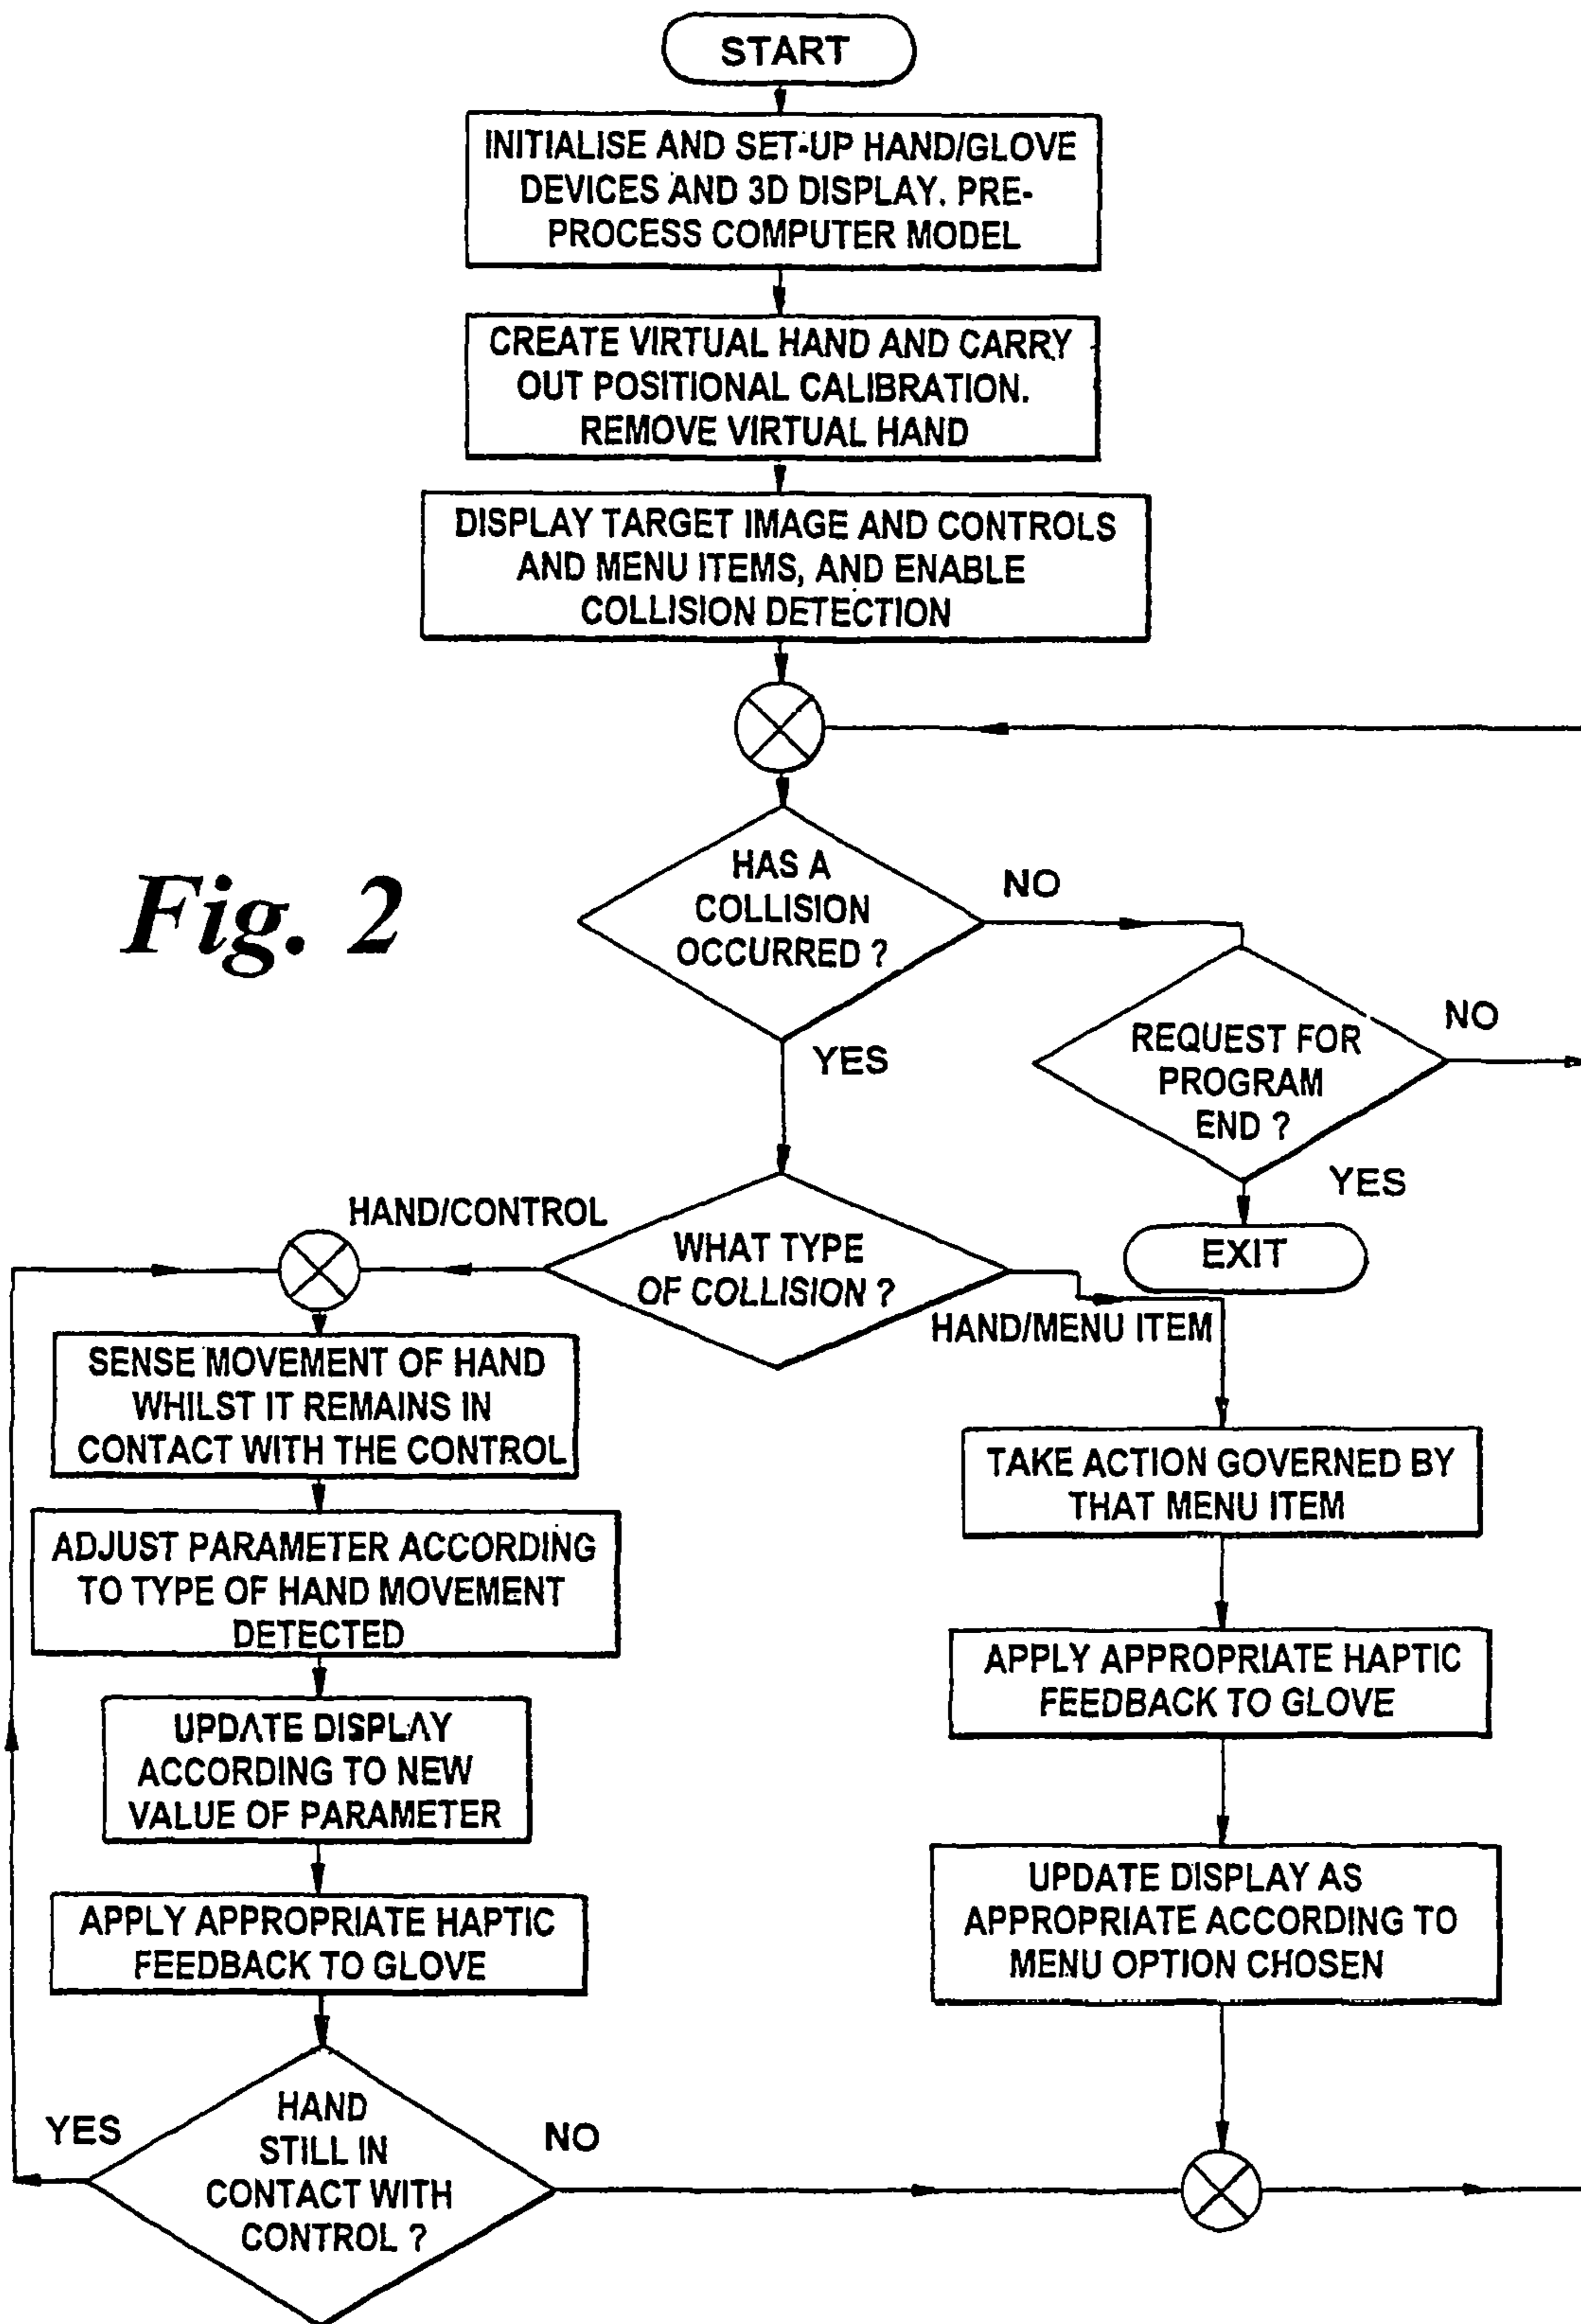 START
INITIALISE AND SET-UP HAND/GLOVE
DEVICES AND 3D DISPLAY. PRE-
PROCESS COMPUTER MODEL
CREATE VIRTUAL HAND AND CARRY
OUT POSITIONAL CALIBRATION.
REMOVE VIRTUAL HAND
DISPLAY TARGET IMAGE AND CONTROLS
AND MENU ITEMS, AND ENABLE
COLLISION DETECTION
Fig. 2
HAS A
COLLISION
OCCURRED ?
NO
YES
REQUEST FOR
PROGRAM
END ?
NO
YES
EXIT
WHAT TYPE
OF COLLISION ?
HAND/CONTROL
HAND/MENU ITEM
SENSE MOVEMENT OF HAND
WHILST IT REMAINS IN
CONTACT WITH THE CONTROL
ADJUST PARAMETER ACCORDING
TO TYPE OF HAND MOVEMENT
DETECTED
UPDATE DISPLAY
ACCORDING TO NEW
VALUE OF PARAMETER
APPLY APPROPRIATE HAPTIC
FEEDBACK TO GLOVE
HAND
STILL IN
CONTACT WITH
CONTROL ?
YES
NO
TAKE ACTION GOVERNED BY
THAT MENU ITEM
APPLY APPROPRIATE HAPTIC
FEEDBACK TO GLOVE
UPDATE DISPLAY AS
APPROPRIATE ACCORDING TO
MENU OPTION CHOSEN